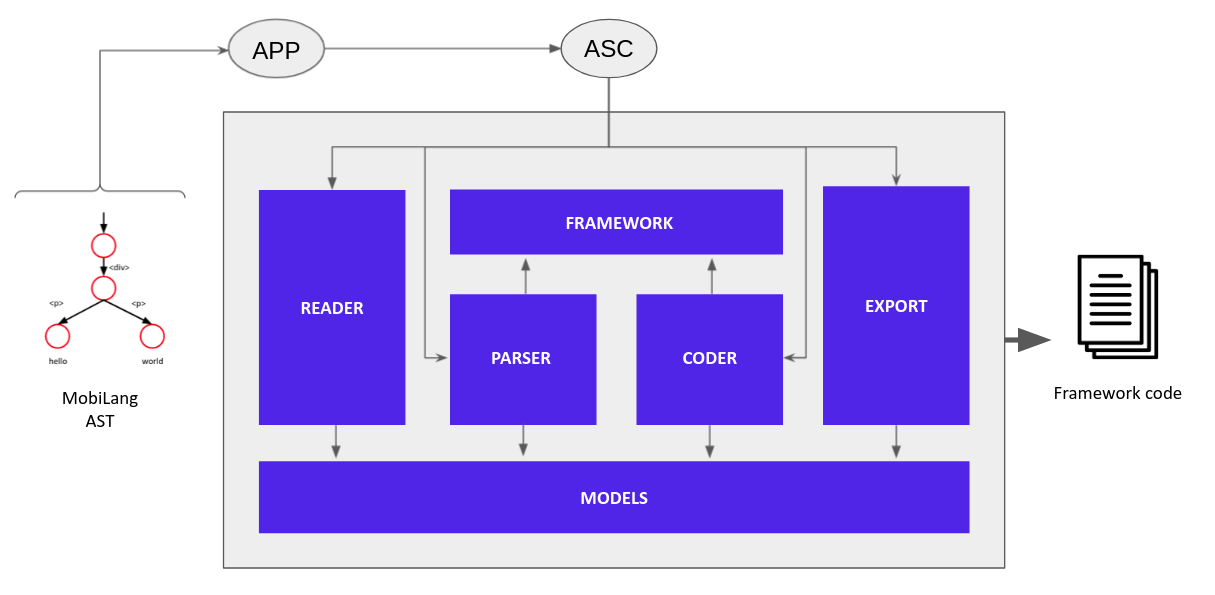 APP
ASC
<div>
<p>
<p>
hello
world
MobiLang
AST
READER
FRAMEWORK
PARSER
CODER
EXPORT
MODELS
Framework code